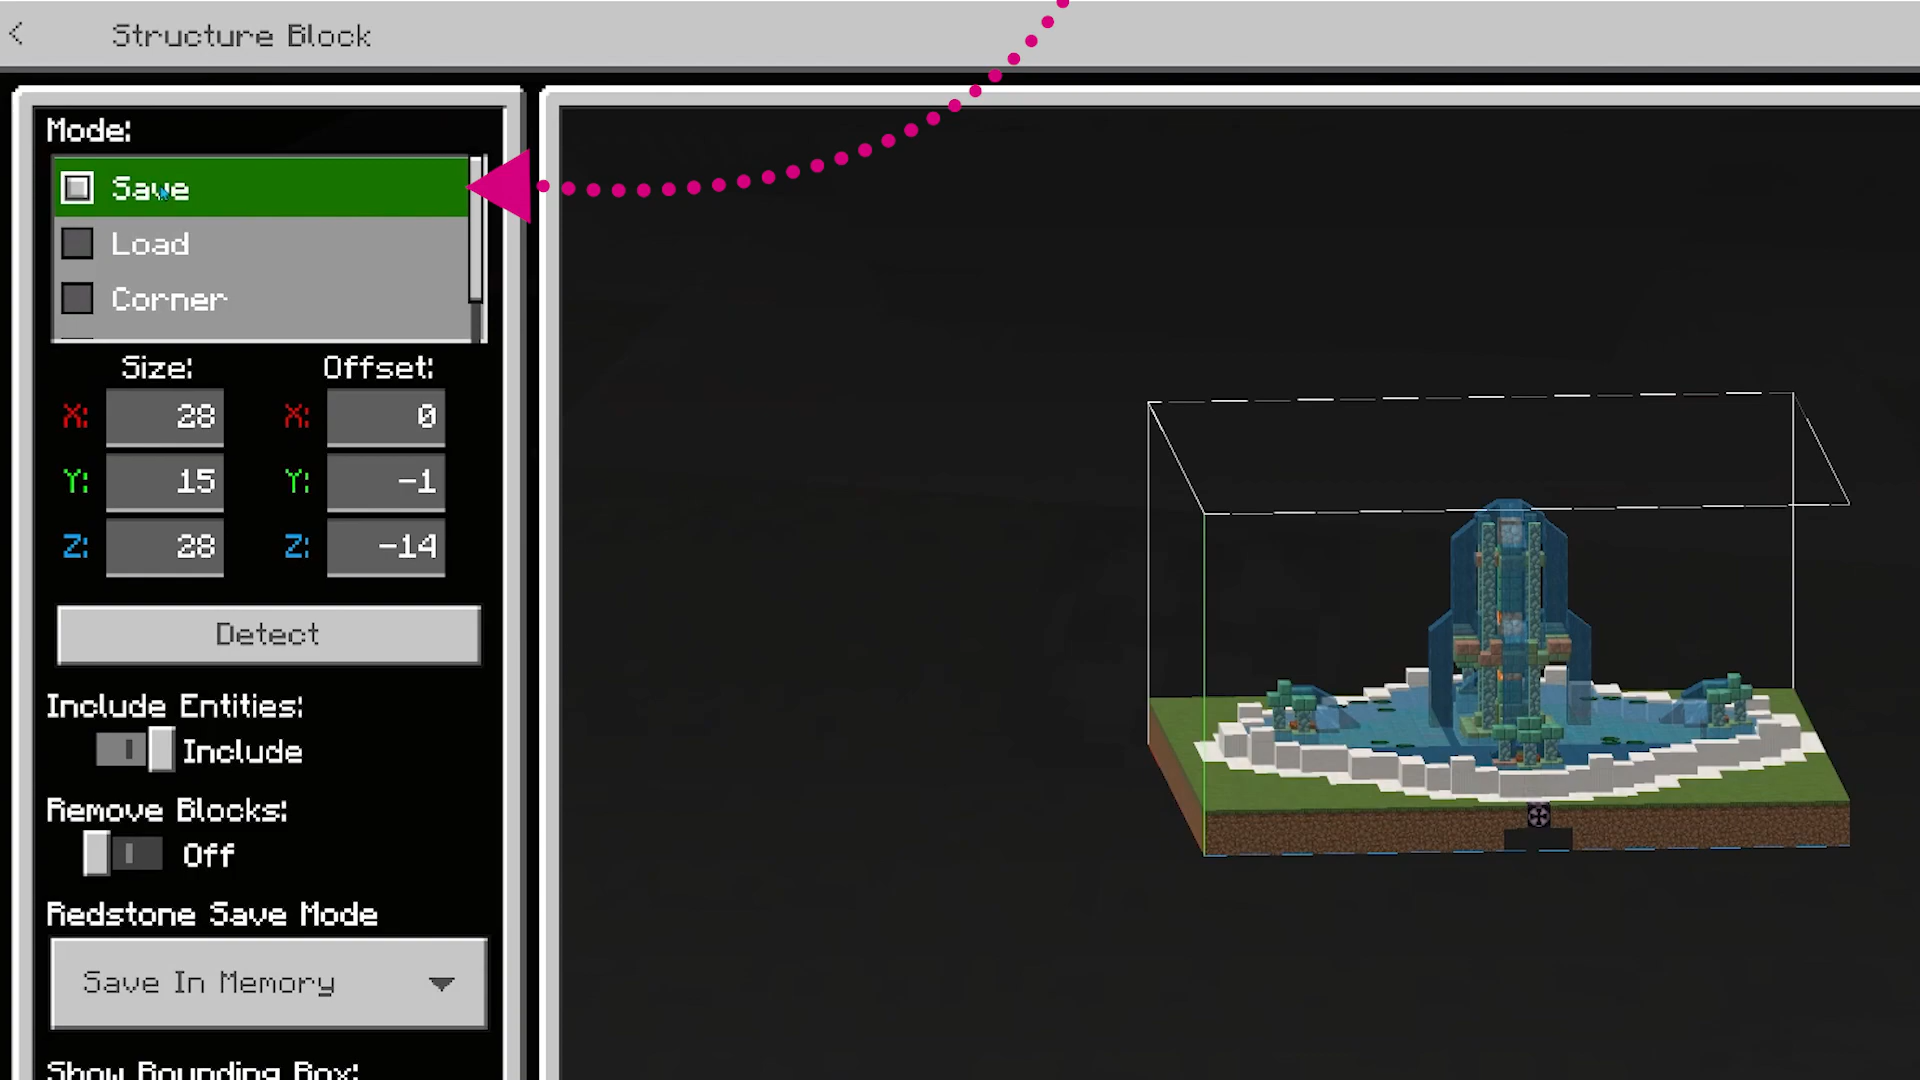 Structure Block
Mode:
Save
Load
Corner
Size: Offset:
X: 28 X: 0
Y: 15 Y: -1
Z: 28 Z: -14
Detect
Include Entities:
Include
Remove Blocks:
Off
Redstone Save Mode
Save In Memory
Show Bounding Box: